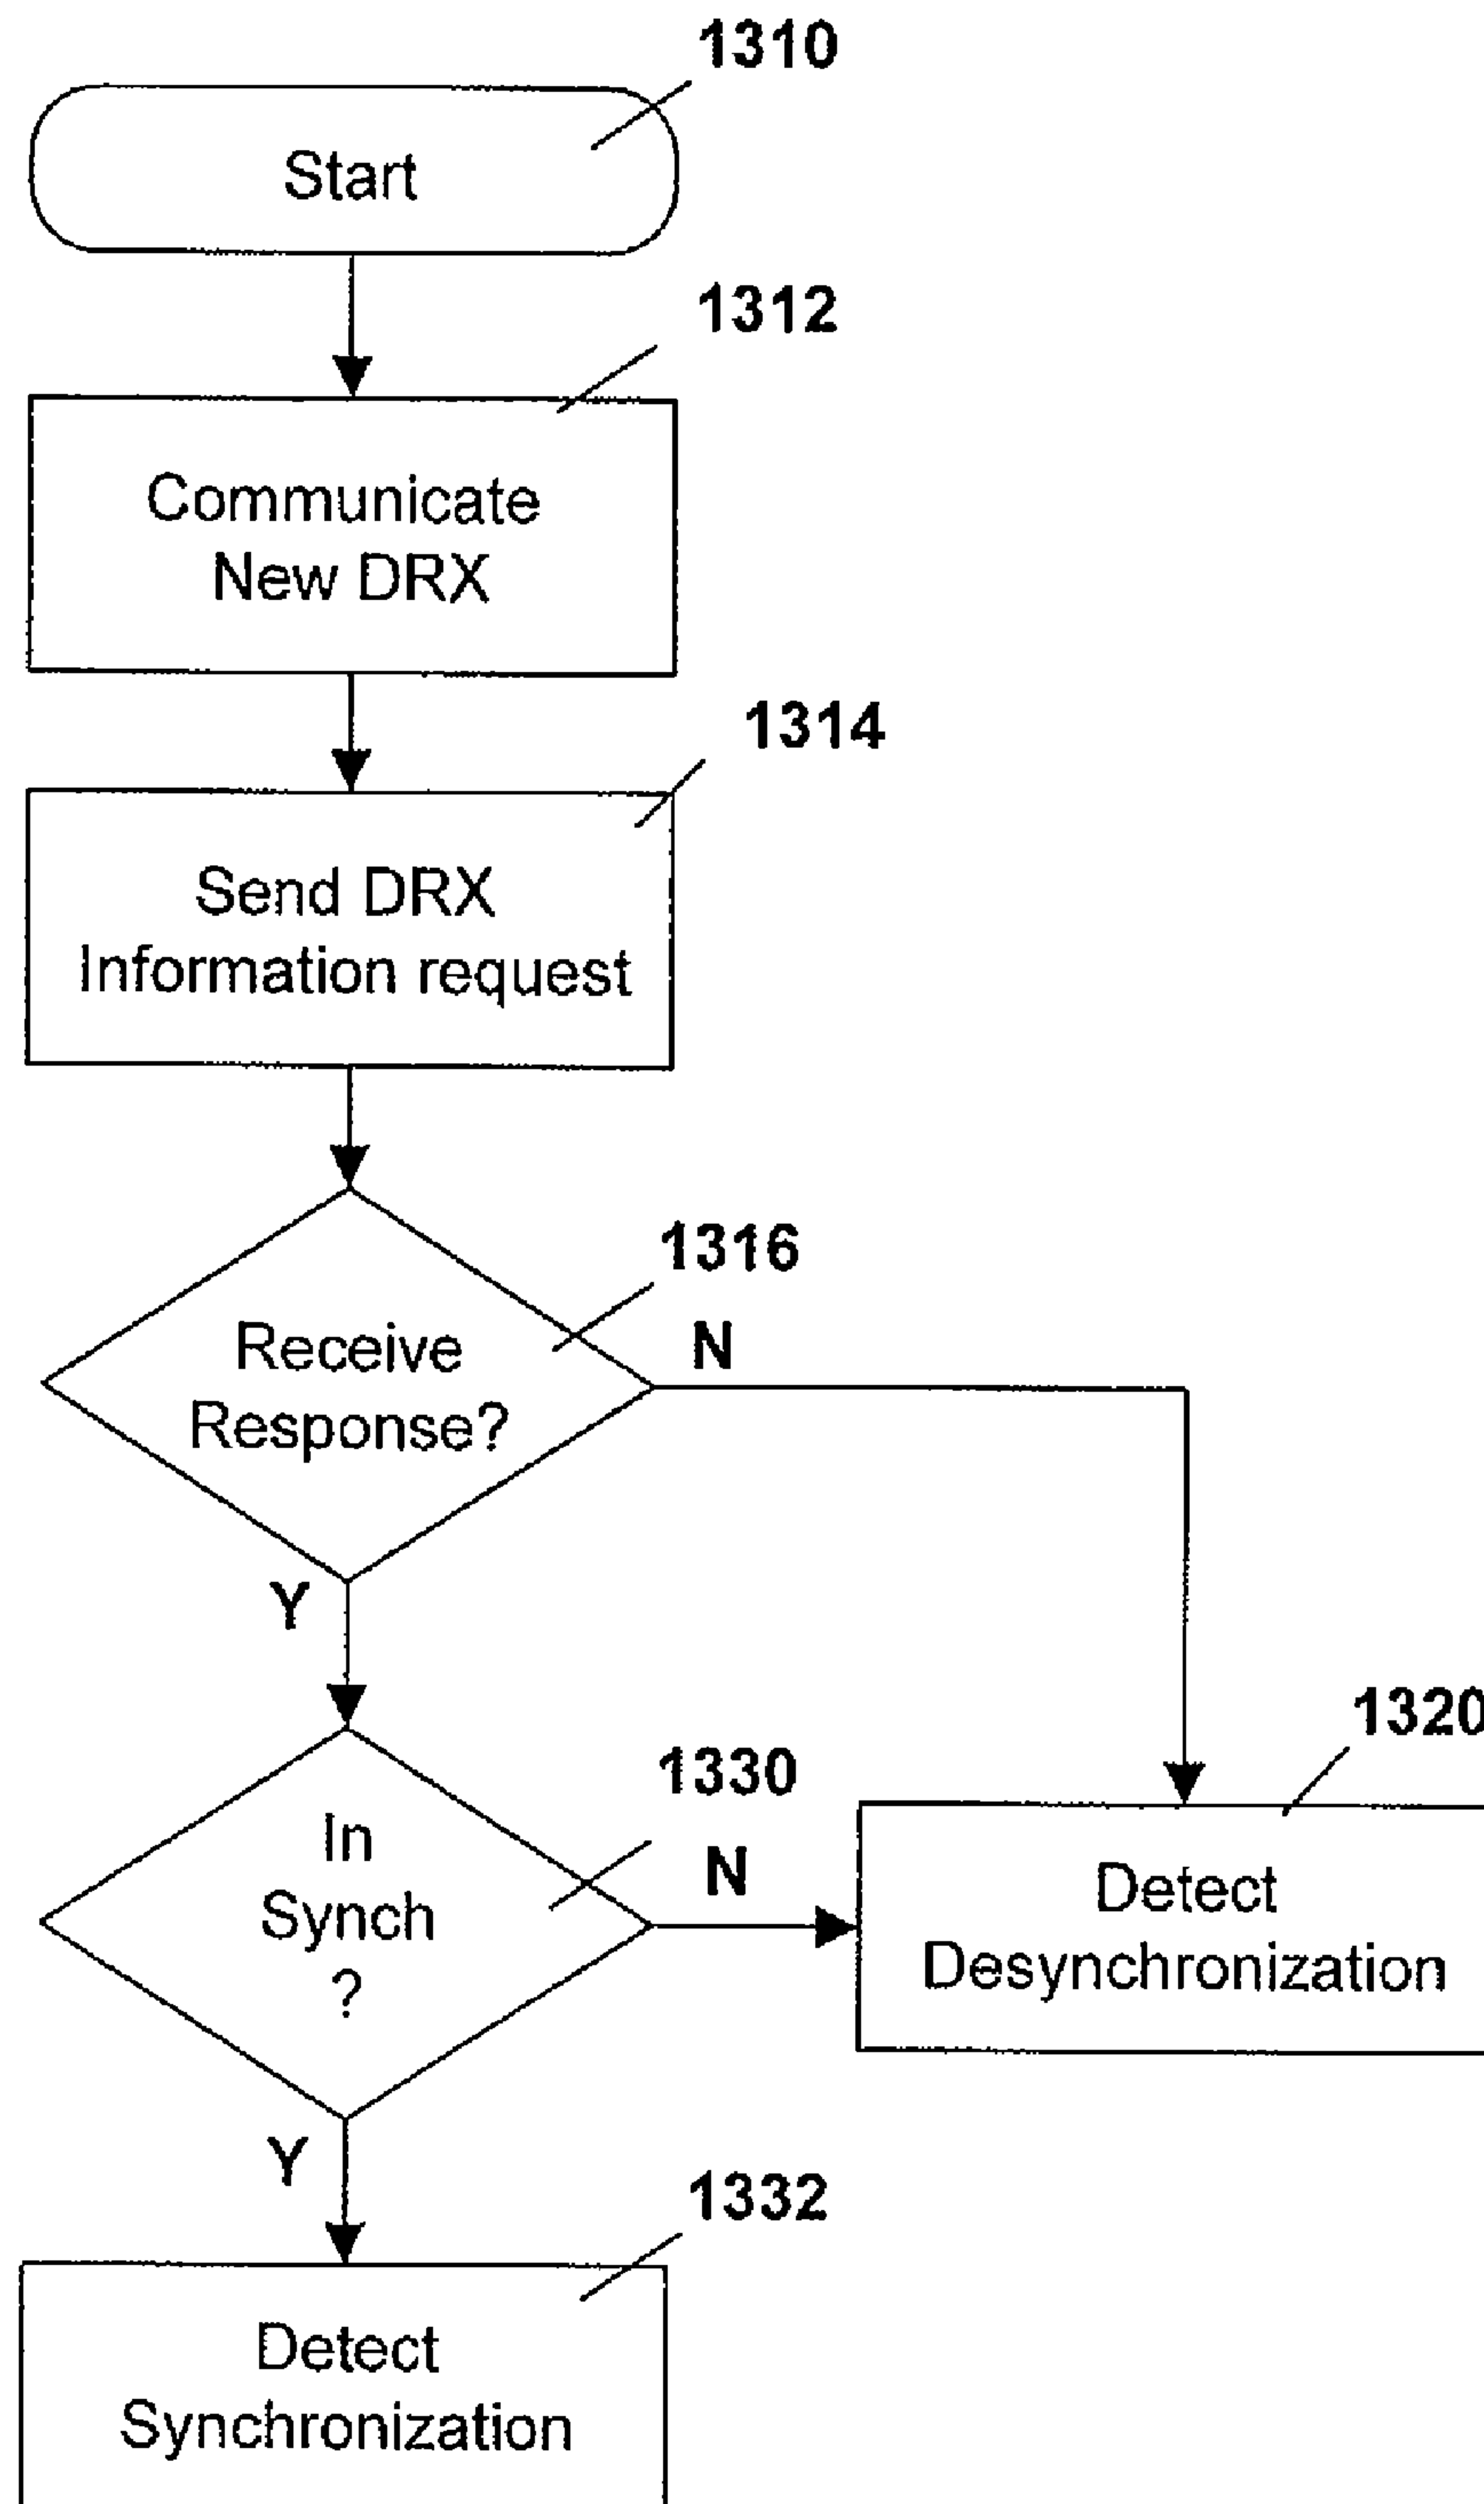 1310
Start
1312
Communicate
New DRX
1314
Send DRX
Information request
1316
Receive
Response?
N
Y
1320
1330
In
Synch
?
N
Detect
Desynchronization
Y
1332
Detect
Synchronization